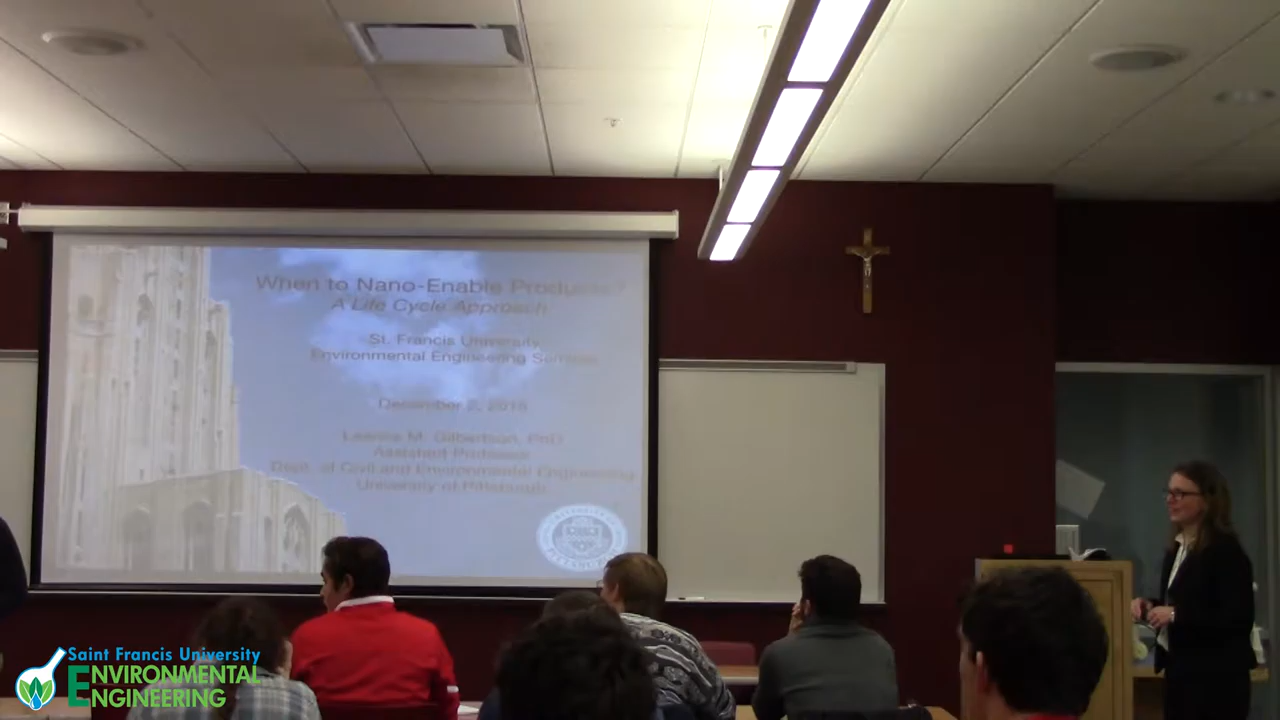 When to Nano-Enable Products?
A Life Cycle Approach
St. Francis University
Environmental Engineering Seminar
December 2, 2015
Leanne M. Gilbertson, PhD
Assistant Professor
Dept. of Civil and Environmental Engineering
University of Pittsburgh
Saint Francis University
ENVIRONMENTAL
ENGINEERING